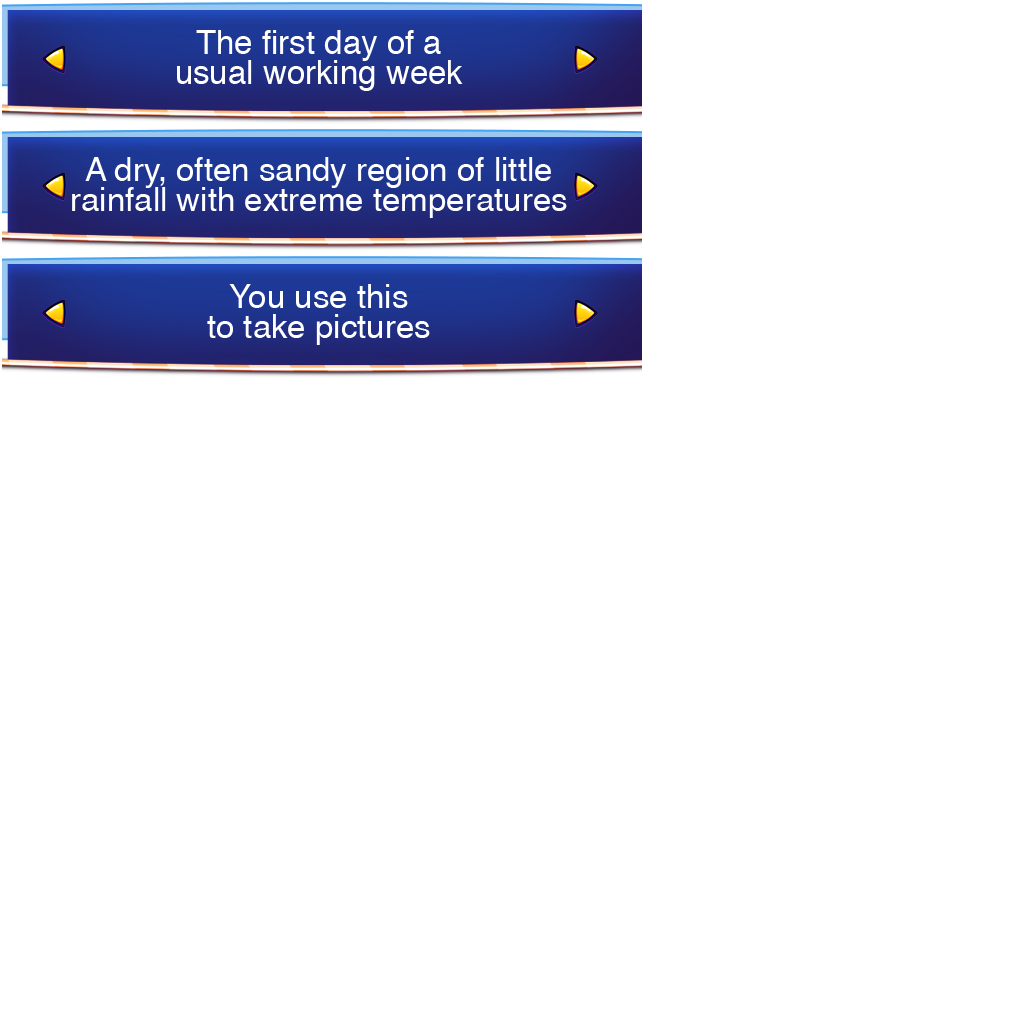 The first day of a
usual working week
A dry, often sandy region of little
rainfall with extreme temperatures
You use this
to take pictures